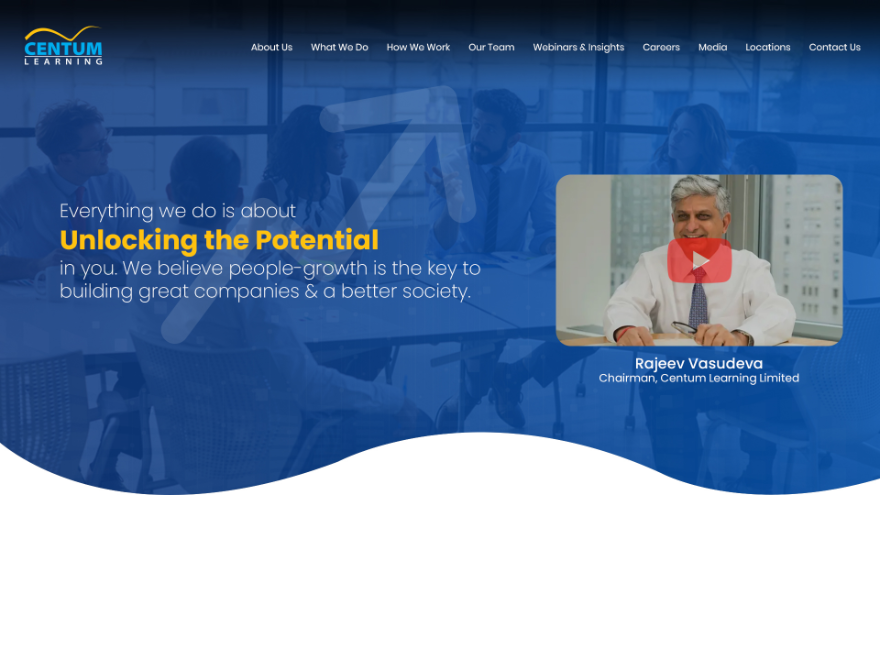 CENTUM
LEARNING
About Us
What We Do
How We Work
Our Team
Webinars & Insights
Careers
Media
Locations
Contact Us
Everything we do is about
Unlocking the Potential
in you. We believe people-growth is the key to
building great companies & a better society.
Rajeev Vasudeva
Chairman, Centum Learning Limited